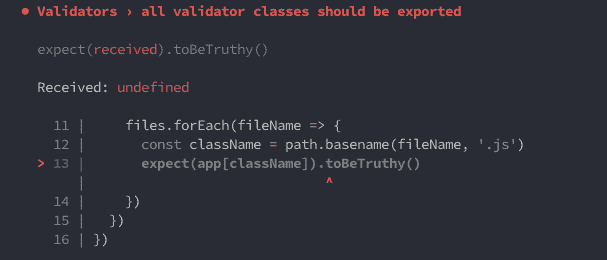 ● Validators › all validator classes should be exported
expect(received).toBeTruthy()
Received: undefined
11 |     files.forEach(fileName => {
12 |       const className = path.basename(fileName, '.js')
> 13 |       expect(app[className]).toBeTruthy()
|                              ^
14 |     })
15 |   })
16 | })